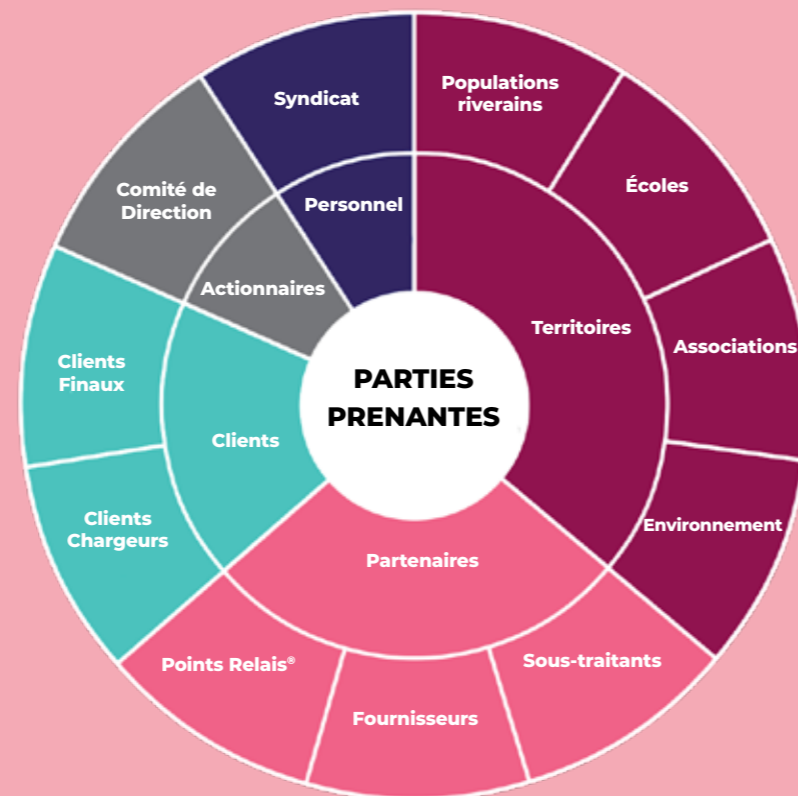 Syndicat
Populations
riverains
Écoles
Comité de
Direction
Personnel
Actionnaires
Territoires
Associations
Clients
Finaux
PARTIES
PRENANTES
Clients
Clients
Chargeurs
Environnement
Partenaires
Points Relais®
Sous-traitants
Fournisseurs